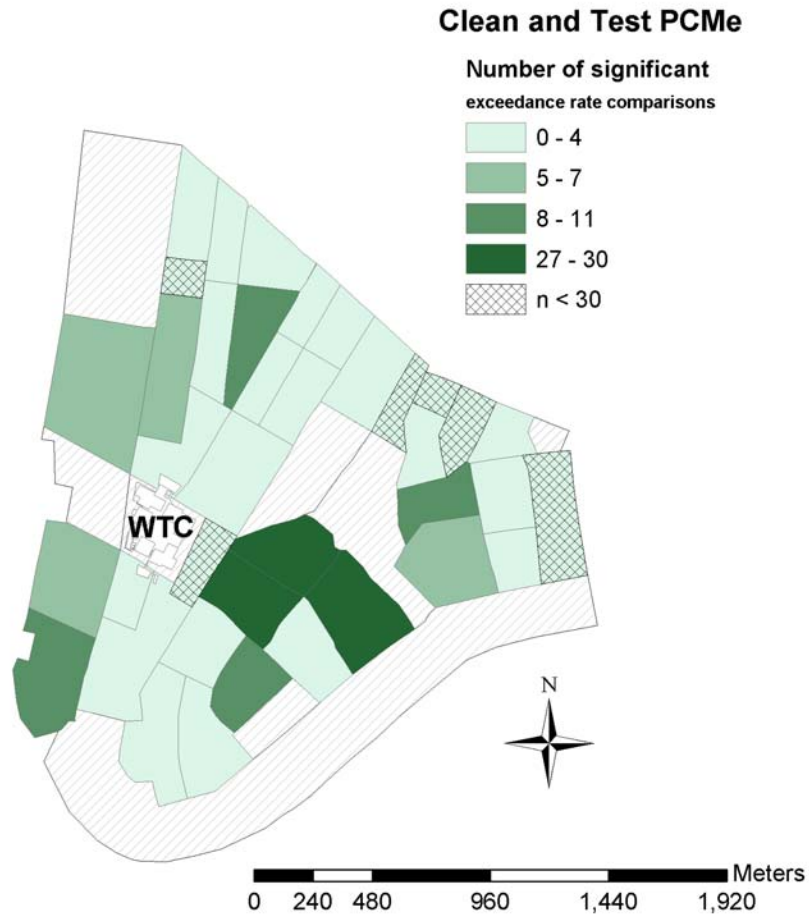 Clean and Test PCMe
Number of significant
exceedance rate comparisons
0 - 4
5 - 7
8 - 11
27 - 30
n < 30
WTC
N
Meters
0 240 480 960 1,440 1,920